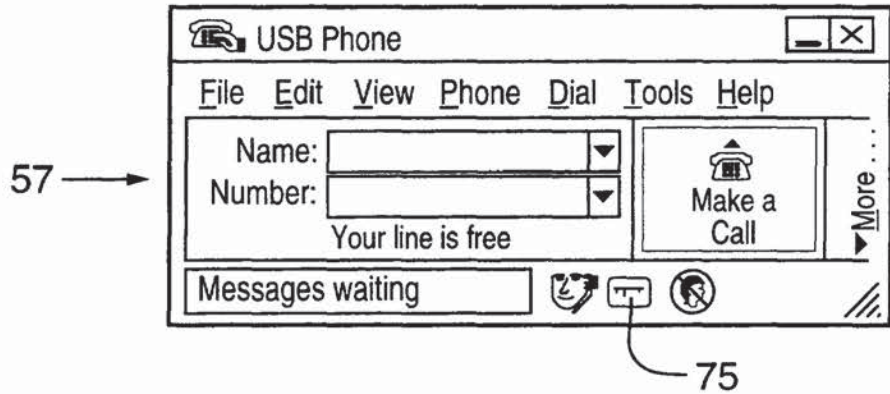 USB Phone
File Edit View Phone Dial Tools Help
Name:
Number:
Your line is free
Make a
Call
More . . .
Messages waiting
57
75